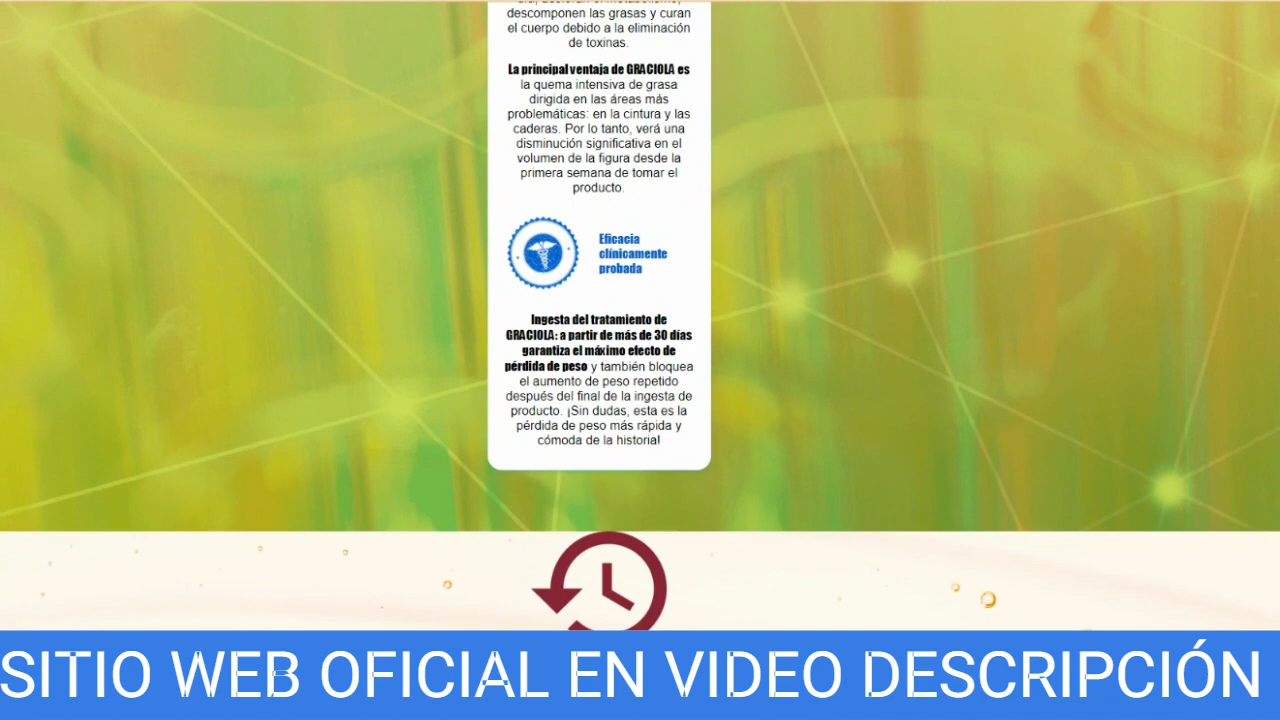 descomponen las grasas y curan
el cuerpo debido a la eliminación
de toxinas.
La principal ventaja de GRACIOLA es
la quema intensiva de grasa
dirigida en las áreas más
problemáticas: en la cintura y las
caderas. Por lo tanto, verá una
disminución significativa en el
volumen de la figura desde la
primera semana de tomar el
producto.
Eficacia
clínicamente
probada
Ingesta del tratamiento de
GRACIOLA: a partir de más de 30 días
garantiza el máximo efecto de
pérdida de peso y también bloquea
el aumento de peso repetido
después del final de la ingesta de
producto. ¡Sin dudas, esta es la
pérdida de peso más rápida y
cómoda de la historia!
SITIO WEB OFICIAL EN VIDEO DESCRIPCIÓN